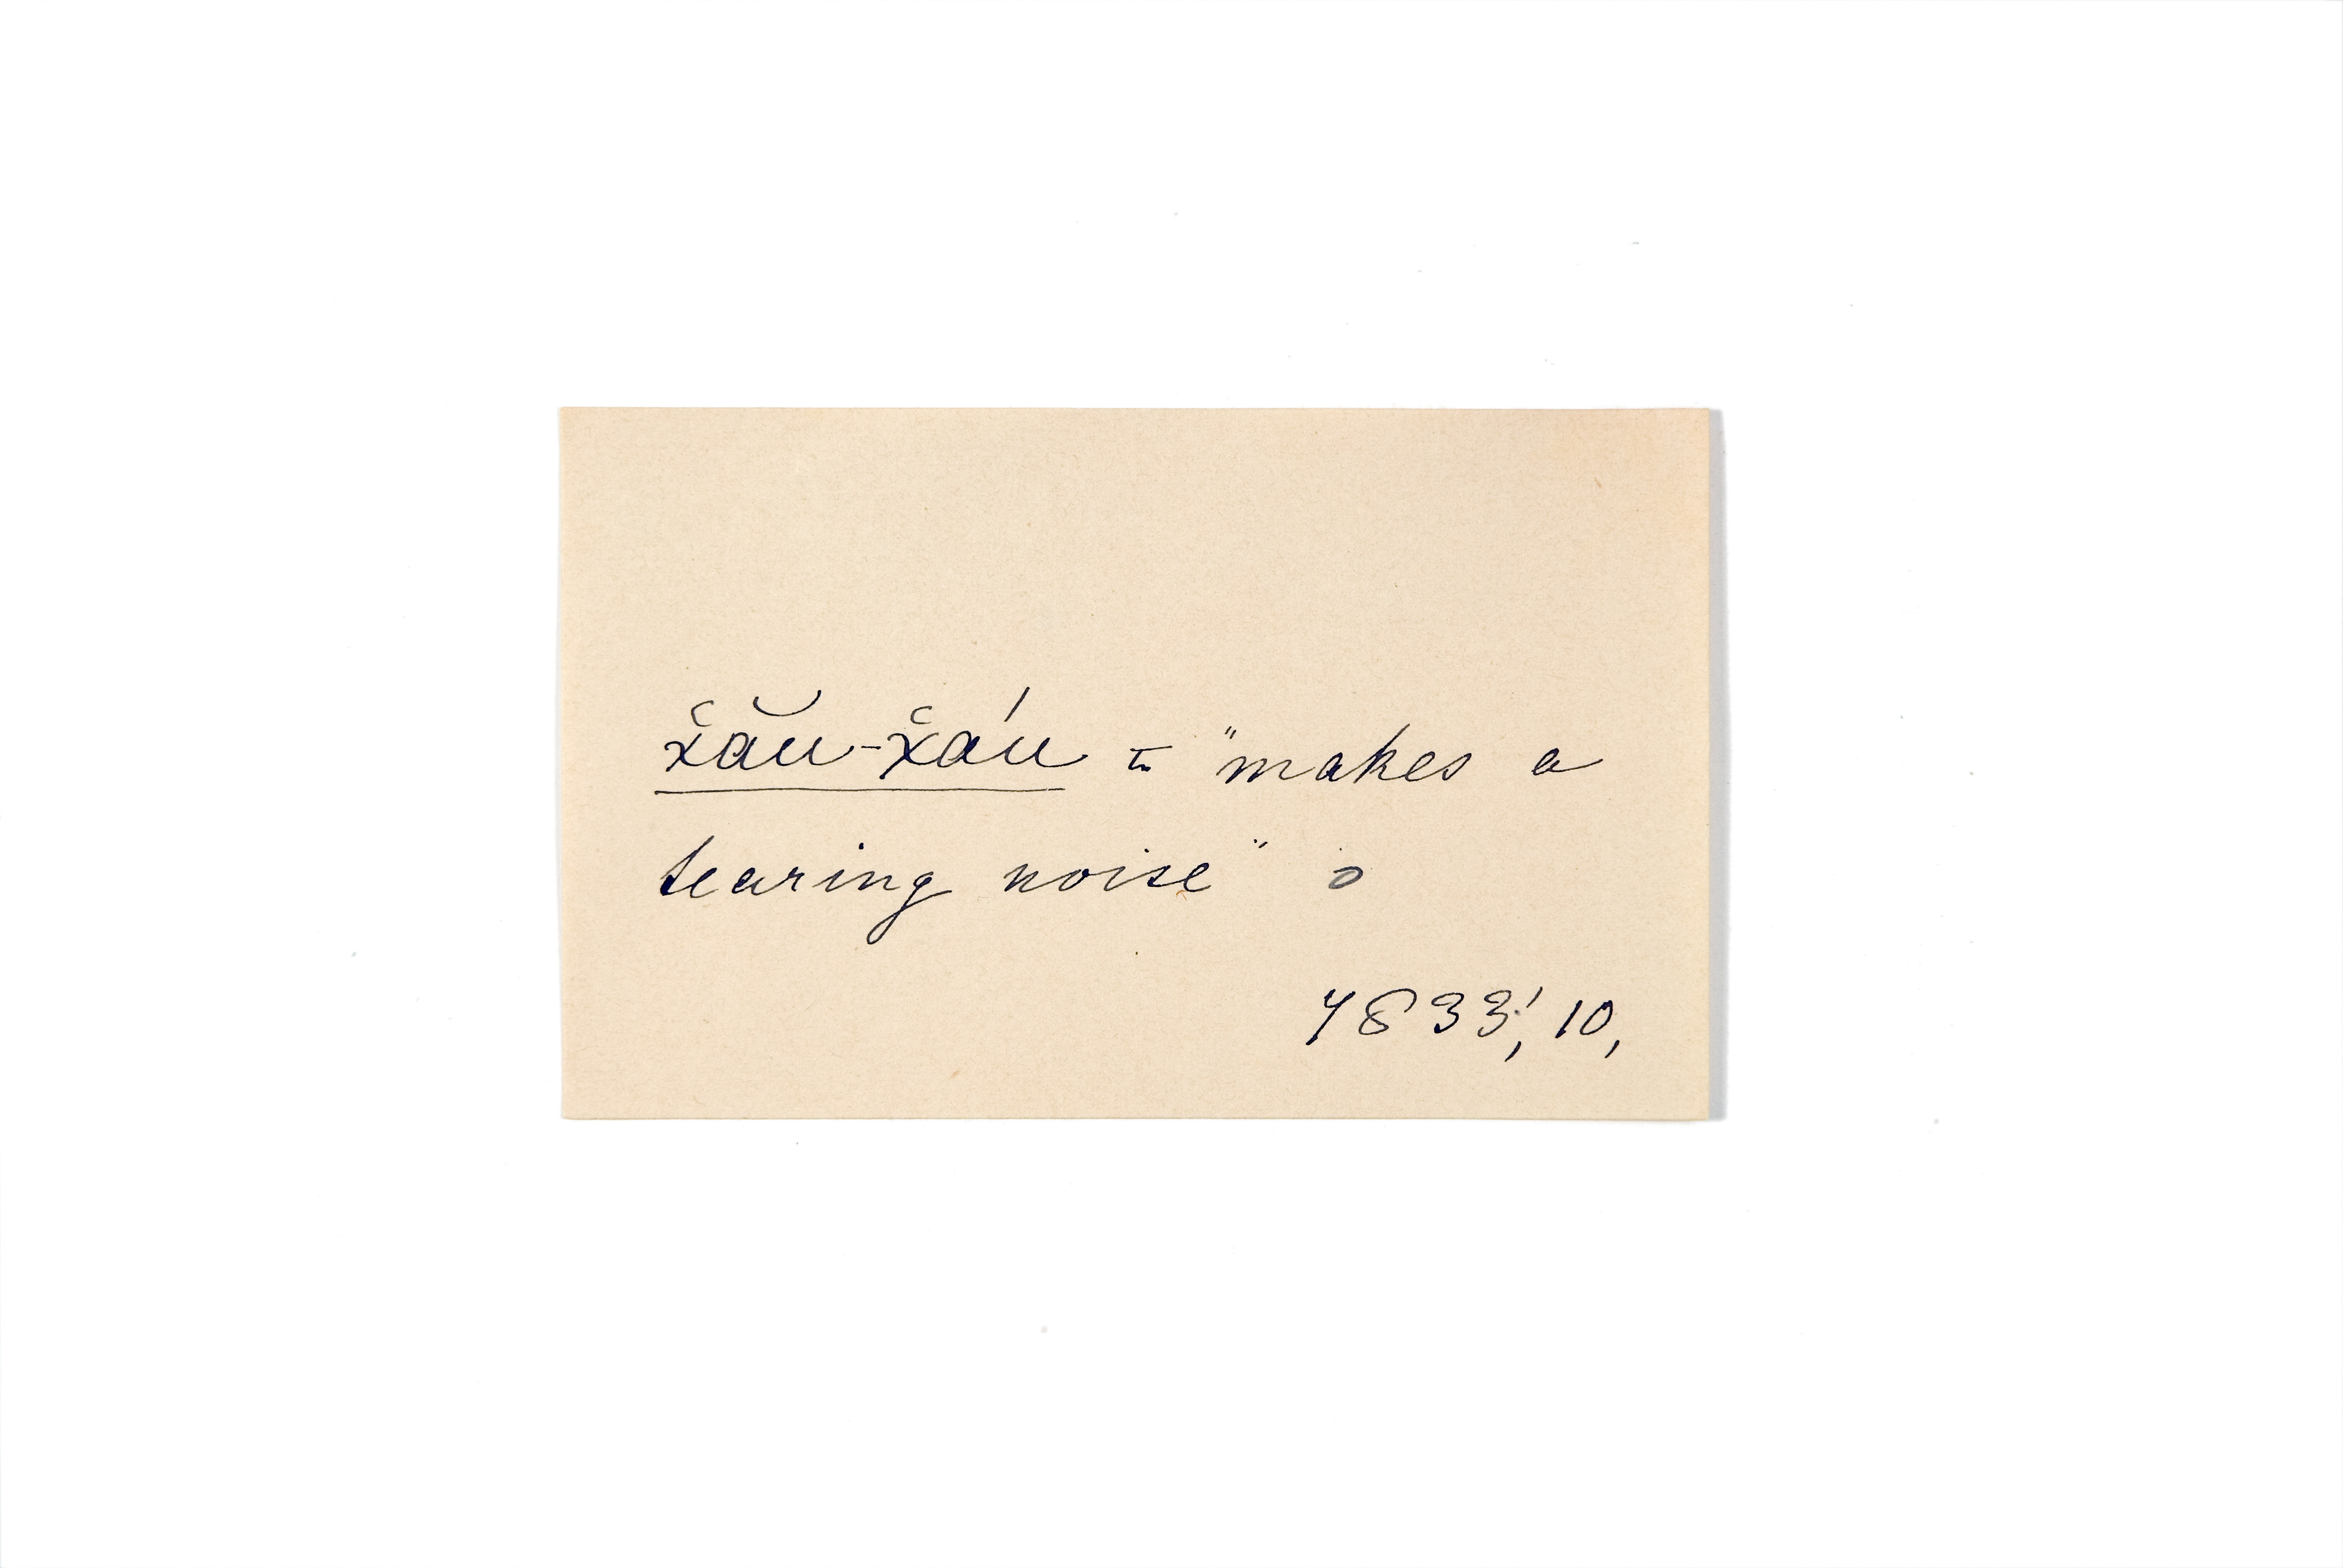 x̔ău-x̔áu = "makes a
tearing noise"
4833; 10,